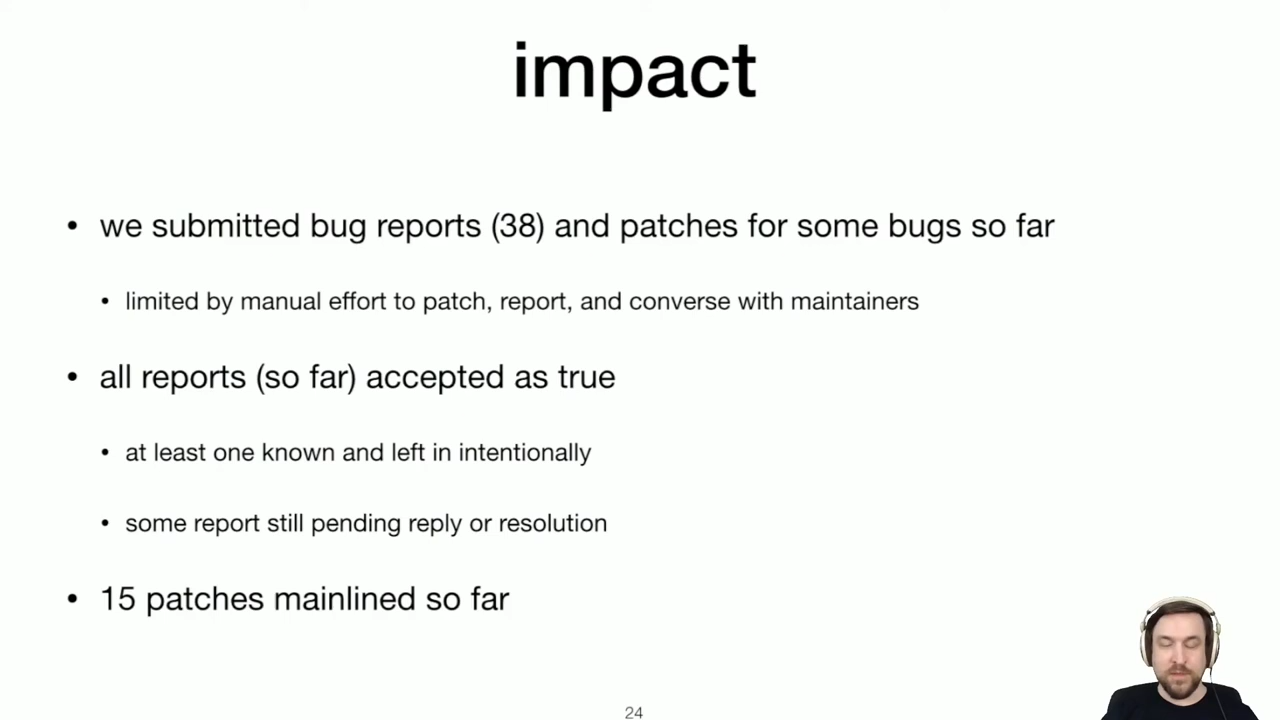 impact
• we submitted bug reports (38) and patches for some bugs so far
• limited by manual effort to patch, report, and converse with maintainers
• all reports (so far) accepted as true
• at least one known and left in intentionally
• some report still pending reply or resolution
• 15 patches mainlined so far
24